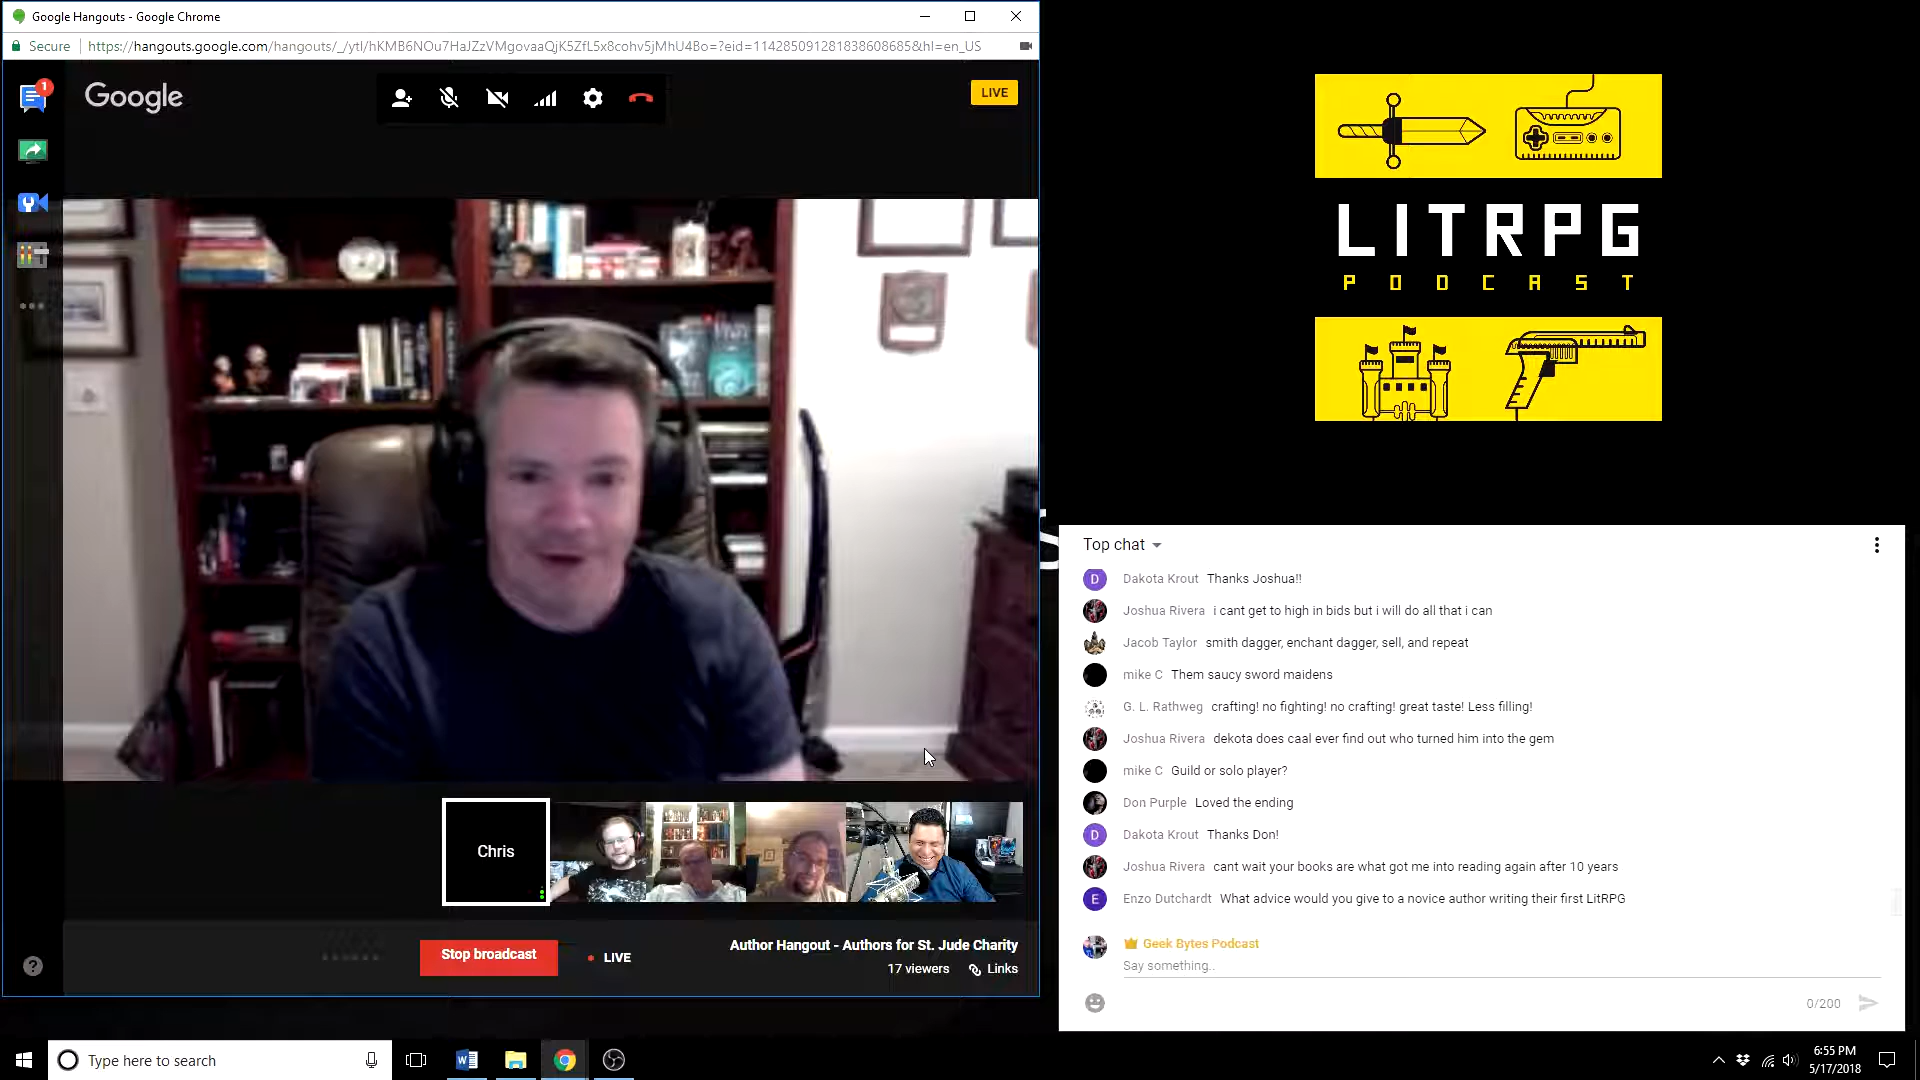 Google Hangouts - Google Chrome
Secure https://hangouts.google.com/hangouts/_/ytl/hKMB6NOu7HaJZzVMgovaaQjK5ZfL5x8cohv5jMhU4Bo=?eid=114285091281838608685&hl=en_US
1
Google
LIVE
LITRPG
PODCAST
S
Top chat
D Dakota Krout Thanks Joshua!!
Joshua Rivera i cant get to high in bids but i will do all that i can
Jacob Taylor smith dagger, enchant dagger, sell, and repeat
mike C Them saucy sword maidens
G. L. Rathweg crafting! no fighting! no crafting! great taste! Less filling!
Joshua Rivera dekota does caal ever find out who turned him into the gem
mike C Guild or solo player?
Don Purple Loved the ending
D Dakota Krout Thanks Don!
Joshua Rivera cant wait your books are what got me into reading again after 10 years
E Enzo Dutchardt What advice would you give to a novice author writing their first LitRPG
Geek Bytes Podcast
Say something..
0/200
Chris
Stop broadcast
LIVE
Author Hangout - Authors for St. Jude Charity
17 viewers Links
Type here to search
6:55 PM
5/17/2018